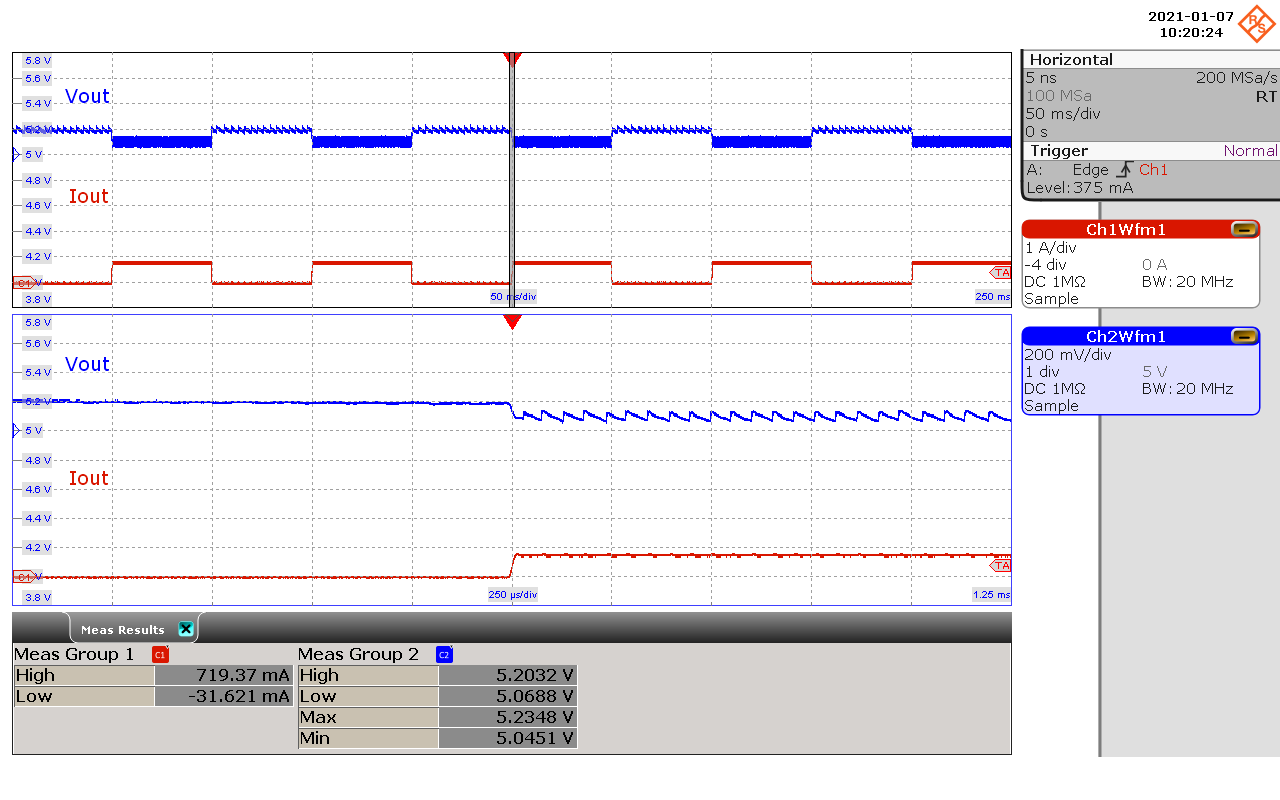 2021-01-07
10:20:24
R&S
5.8 V
5.6 V
Vout
5.4 V
5.2 V
5 V
4.8 V
Iout
4.6 V
4.4 V
4.2 V
C1
TA
3.8 V
50 ms/div
250 ms
5.8 V
5.6 V
Vout
5.4 V
5.2 V
5 V
4.8 V
Iout
4.6 V
4.4 V
4.2 V
TA
C1
3.8 V
250 µs/div
1.25 ms
Horizontal
5 ns 200 MSa/s
100 MSa RT
50 ms/div
0 s
Trigger Normal
A: Edge Ch1
Level: 375 mA
Ch1Wfm1
1 A/div
-4 div 0 A
DC 1MΩ BW: 20 MHz
Sample
Ch2Wfm1
200 mV/div
1 div 5 V
DC 1MΩ BW: 20 MHz
Sample
Meas Results
Meas Group 1 C1
High 719.37 mA
Low -31.621 mA
Meas Group 2 C2
High 5.2032 V
Low 5.0688 V
Max 5.2348 V
Min 5.0451 V